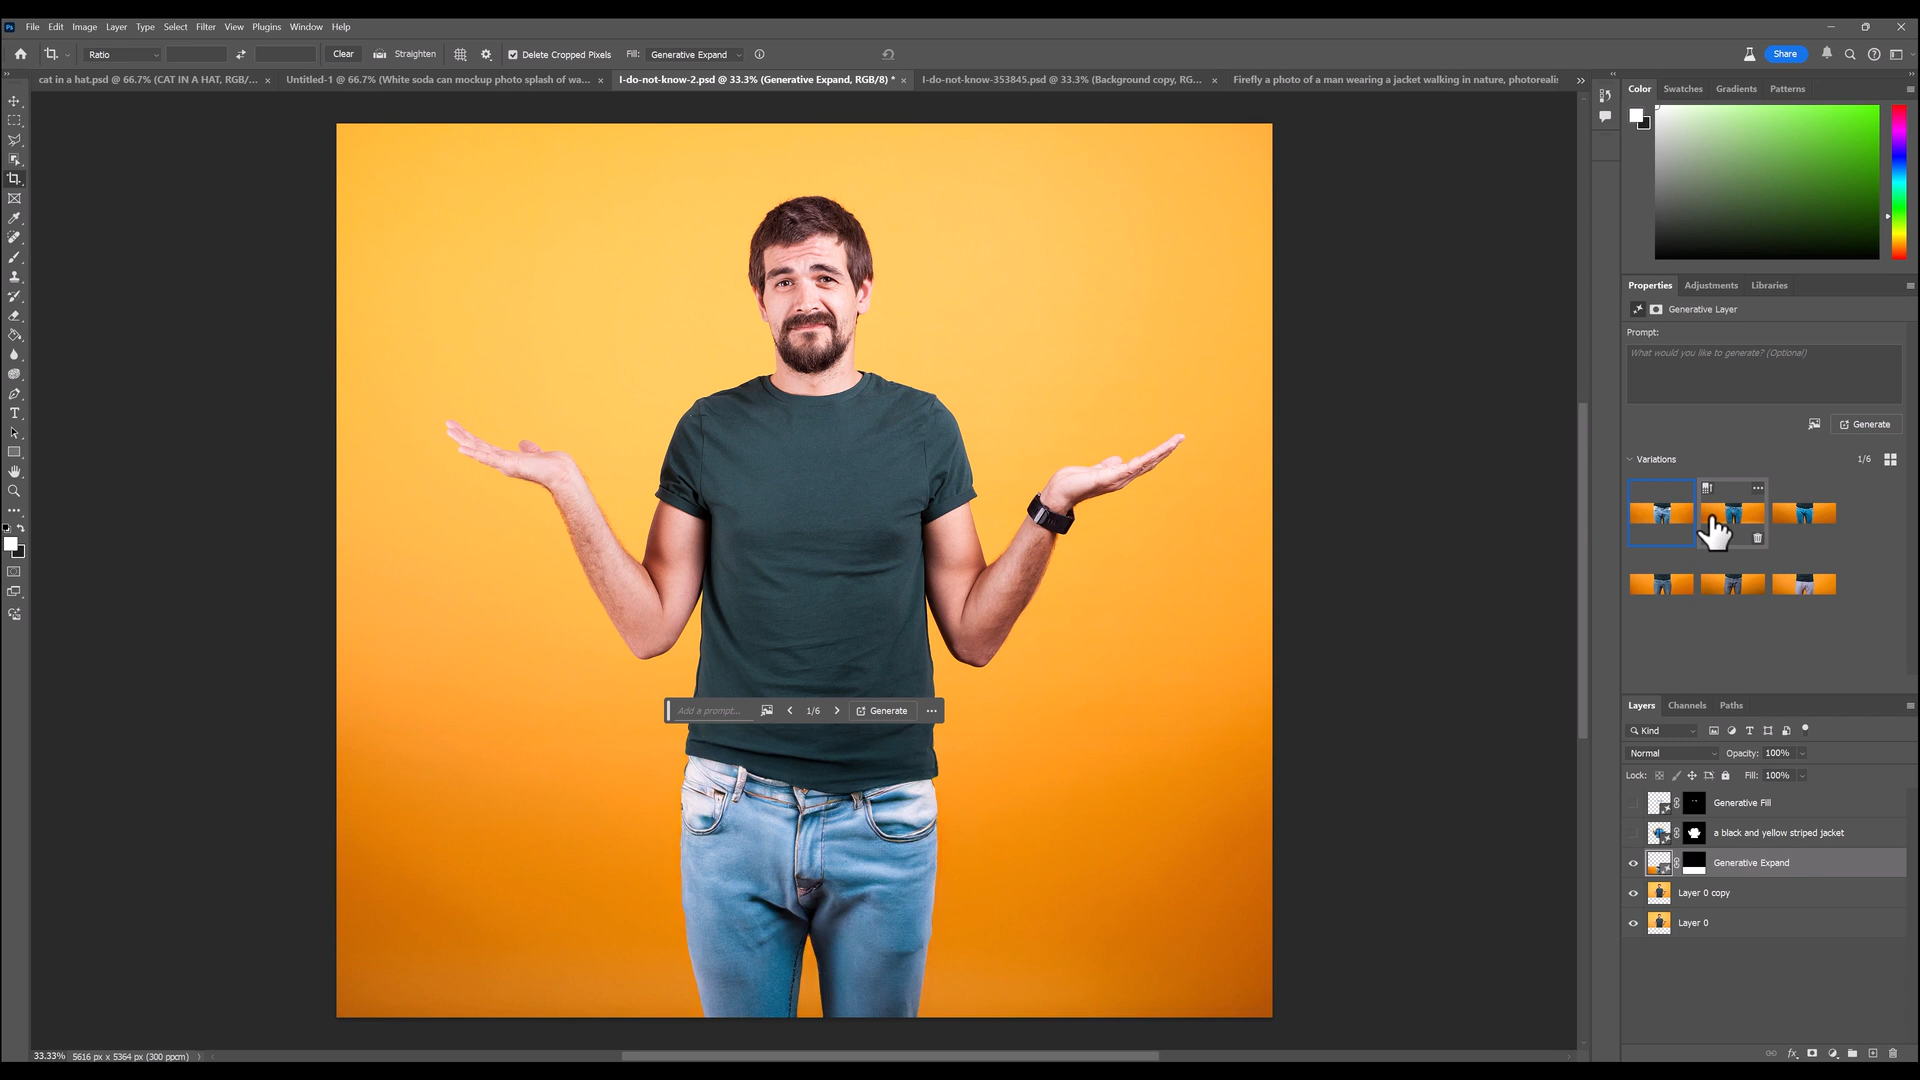 Ps File Edit Image Layer Type Select Filter View Plugins Window Help
Ratio Clear Straighten Delete Cropped Pixels Fill: Generative Expand Share
cat in a hat.psd @ 66.7% (CAT IN A HAT, RGB/... × Untitled-1 @ 66.7% (White soda can mockup photo splash of wa... × I-do-not-know-2.psd @ 33.3% (Generative Expand, RGB/8) * × I-do-not-know-353845.psd @ 33.3% (Background copy, RG... × Firefly a photo of a man wearing a jacket walking in nature, photorealis
Color Swatches Gradients Patterns
Properties Adjustments Libraries
Generative Layer
Prompt:
What would you like to generate? (Optional)
Generate
Variations 1/6
Add a prompt... 1/6 Generate
Layers Channels Paths
Kind
Normal Opacity: 100%
Lock: Fill: 100%
Generative Fill
a black and yellow striped jacket
Generative Expand
Layer 0 copy
Layer 0
33.33% 5616 px x 5364 px (300 ppcm)
fx